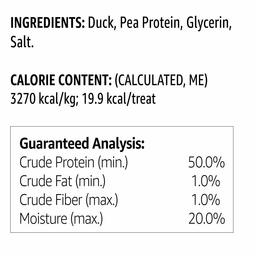 INGREDIENTS: Duck, Pea Protein, Glycerin,
Salt.
CALORIE CONTENT: (CALCULATED, ME)
3270 kcal/kg; 19.9 kcal/treat
Guaranteed Analysis:
Crude Protein (min.) 50.0%
Crude Fat (min.) 1.0%
Crude Fiber (max.) 1.0%
Moisture (max.) 20.0%